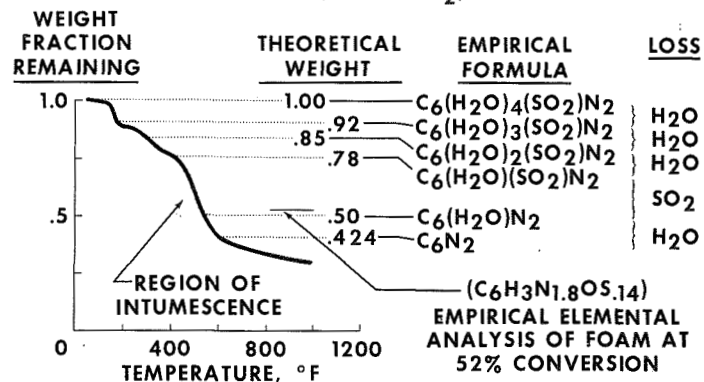 2,
WEIGHT
FRACTION
REMAINING
THEORETICAL
WEIGHT
EMPIRICAL
FORMULA
LOSS
1.0
1.00
C6(H2O)4(SO2)N2
H2O
.92
C6(H2O)3(SO2)N2
H2O
.85
C6(H2O)2(SO2)N2
H2O
.78
C6(H2O)(SO2)N2
SO2
.5
.50
C6(H2O)N2
.424
C6N2
H2O
REGION OF
INTUMESCENCE
(C6H3N1.8OS.14)
EMPIRICAL ELEMENTAL
ANALYSIS OF FOAM AT
52% CONVERSION
0 400 800 1200
TEMPERATURE, °F